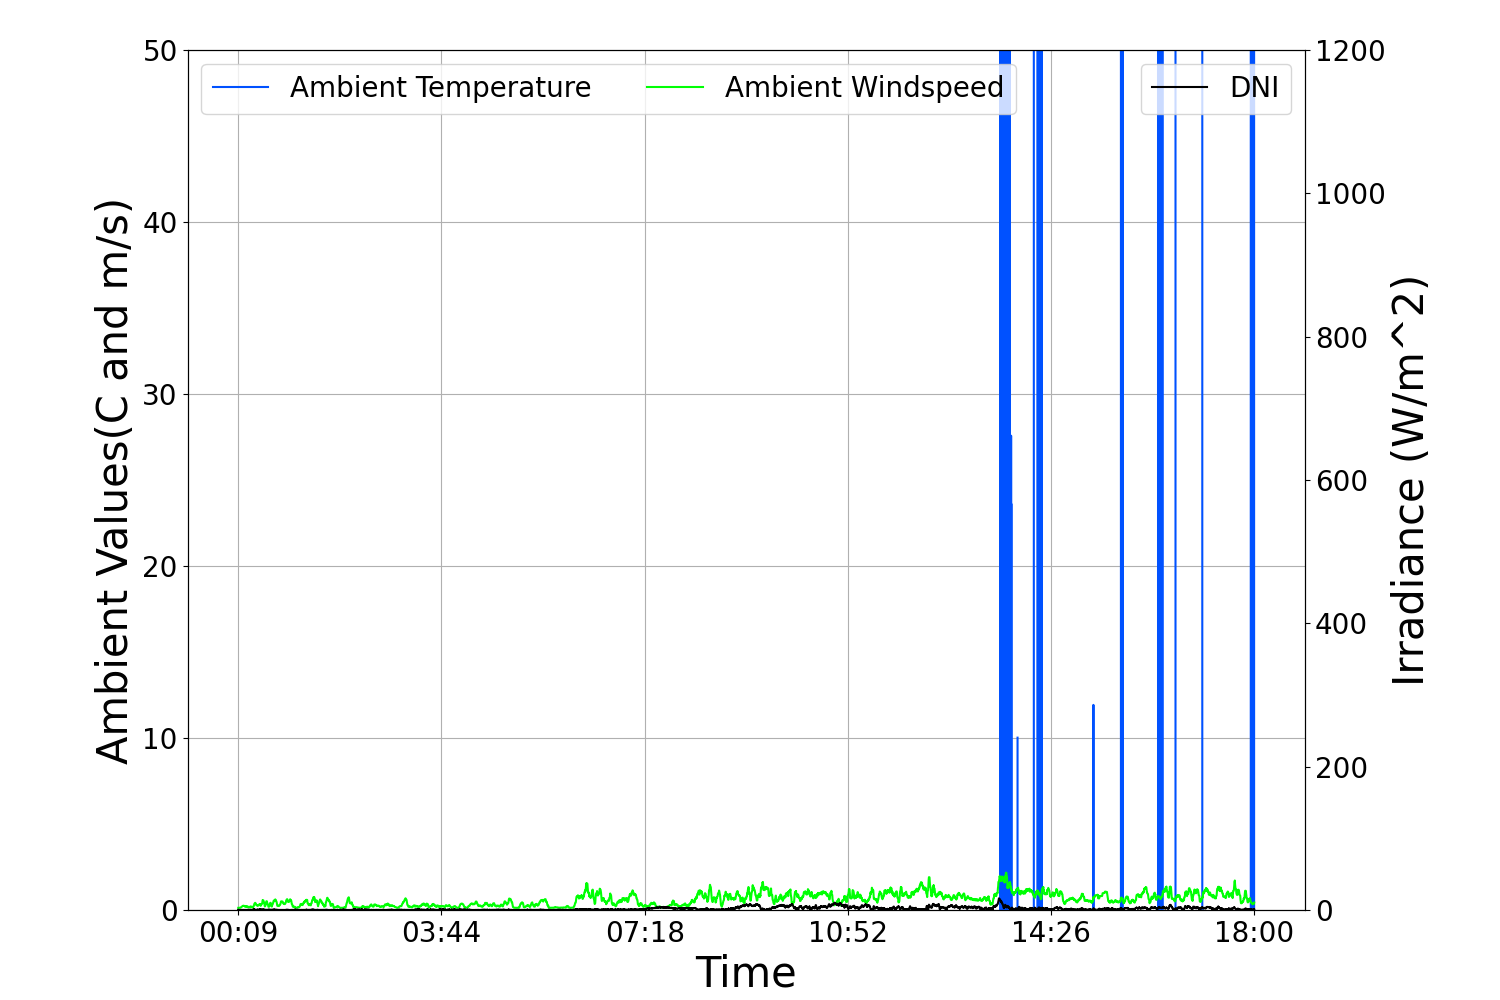 Ambient Temperature Ambient Windspeed DNI
Ambient Values(C and m/s)
50
40
30
20
10
0
1200
1000
800
600
400
200
0
Irradiance (W/m^2)
00:09 03:44 07:18 10:52 14:26 18:00
Time